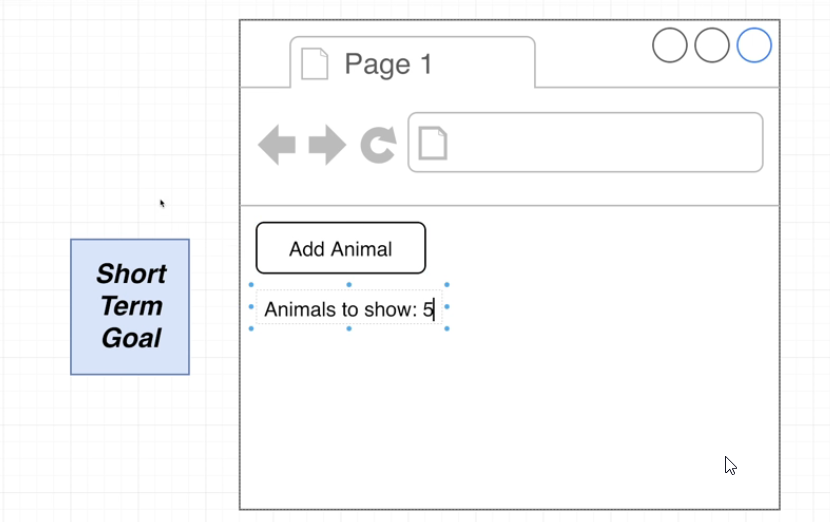 Page 1
Add Animal
Animals to show: 5
Short
Term
Goal